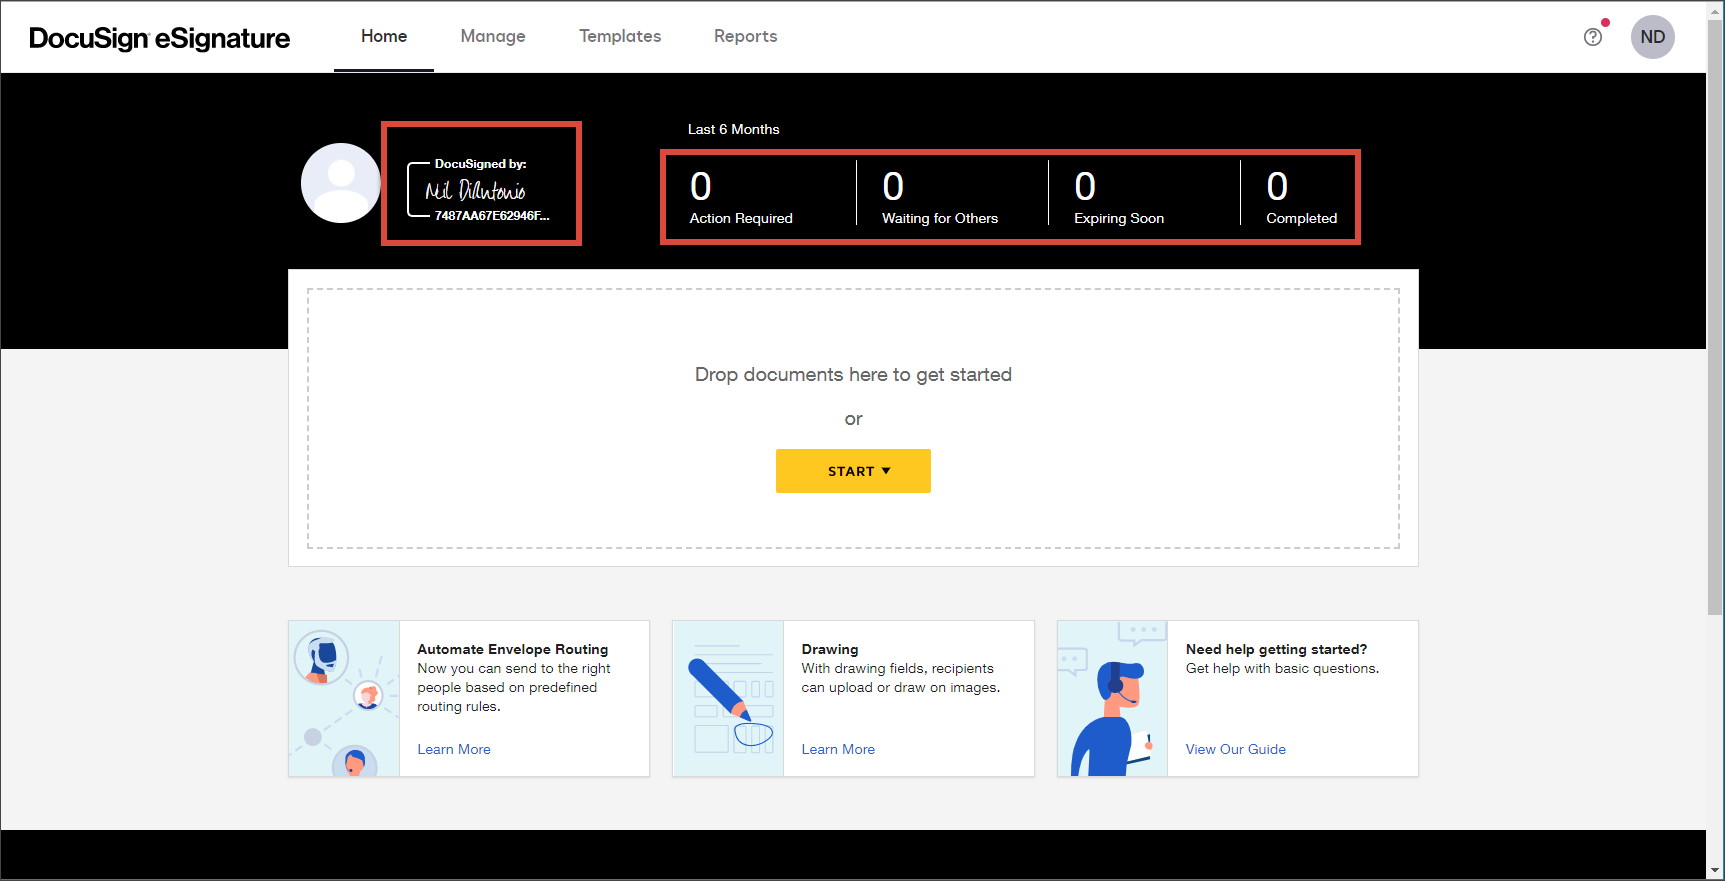 DocuSign eSignature
Home Manage Templates Reports
ND
DocuSigned by:
Neil DiAntonio
7487AA67E62946F...
Last 6 Months
0 0 0 0
Action Required Waiting for Others Expiring Soon Completed
Drop documents here to get started
or
START
Automate Envelope Routing
Now you can send to the right
people based on predefined
routing rules.
Learn More
Drawing
With drawing fields, recipients
can upload or draw on images.
Learn More
Need help getting started?
Get help with basic questions.
View Our Guide